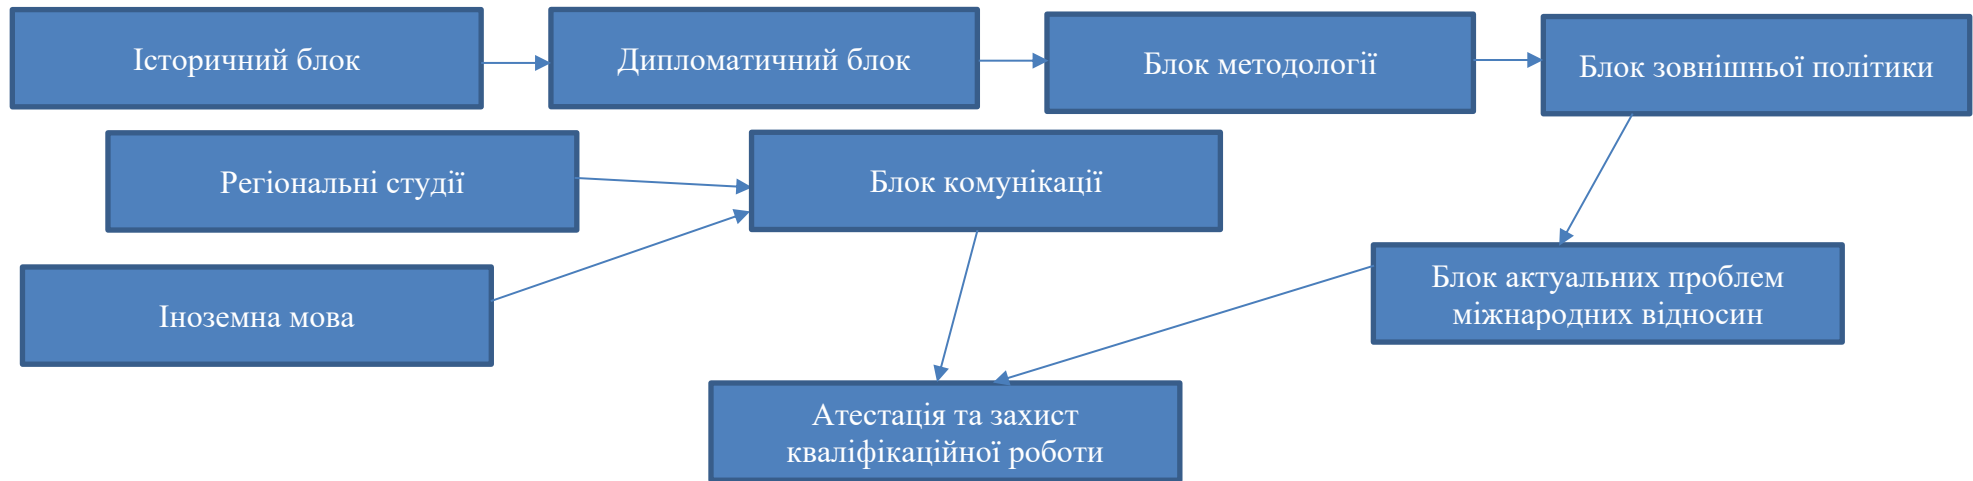 Історичний блок
Дипломатичний блок
Блок методології
Блок зовнішньої політики
Регіональні студії
Блок комунікації
Іноземна мова
Блок актуальних проблем
міжнародних відносин
Атестація та захист
кваліфікаційної роботи